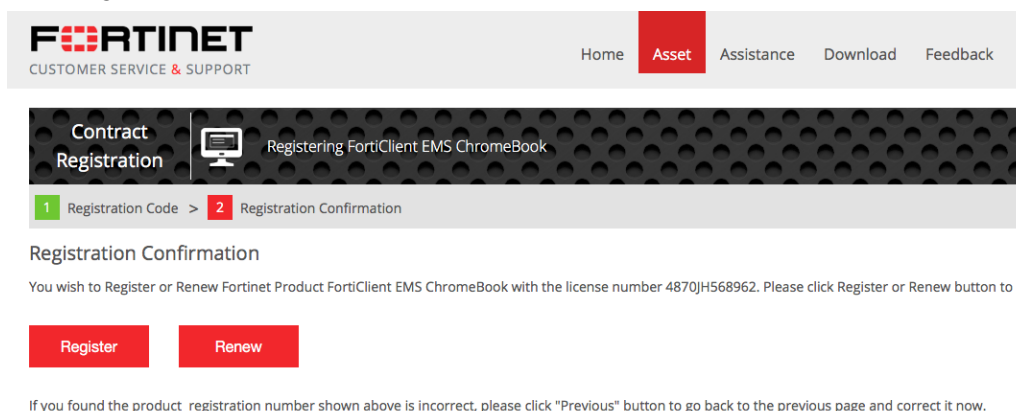 FORTINET
CUSTOMER SERVICE & SUPPORT
Home Asset Assistance Download Feedback
Contract
Registration
Registering FortiClient EMS ChromeBook
1 Registration Code > 2 Registration Confirmation
Registration Confirmation
You wish to Register or Renew Fortinet Product FortiClient EMS ChromeBook with the license number 4870JH568962. Please click Register or Renew button to
Register Renew
If you found the product registration number shown above is incorrect, please click "Previous" button to go back to the previous page and correct it now.